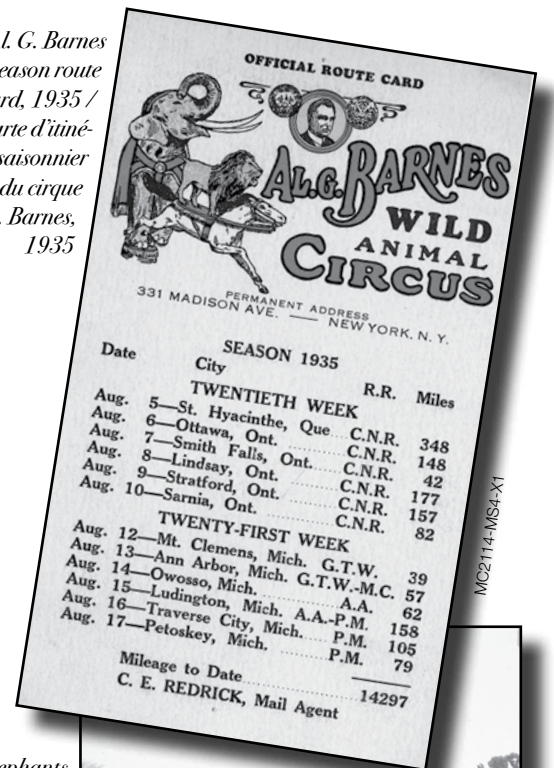 l. G. Barnes
eason route
rd, 1935 /
arte d'itiné-
saisonnier
du cirque
. Barnes,
1935
OFFICIAL ROUTE CARD
AL.G. BARNES
WILD
ANIMAL
CIRCUS
PERMANENT ADDRESS
331 MADISON AVE. — NEW YORK, N. Y.
SEASON 1935
Date City R.R. Miles
TWENTIETH WEEK
Aug. 5—St. Hyacinthe, Que. C.N.R. 348
Aug. 6—Ottawa, Ont. C.N.R. 148
Aug. 7—Smith Falls, Ont. C.N.R. 42
Aug. 8—Lindsay, Ont. C.N.R. 177
Aug. 9—Stratford, Ont. C.N.R. 157
Aug. 10—Sarnia, Ont. C.N.R. 82
TWENTY-FIRST WEEK
Aug. 12—Mt. Clemens, Mich. G.T.W. 39
Aug. 13—Ann Arbor, Mich. G.T.W.-M.C. 57
Aug. 14—Owosso, Mich. A.A. 62
Aug. 15—Ludington, Mich. A.A.-P.M. 158
Aug. 16—Traverse City, Mich. P.M. 105
Aug. 17—Petoskey, Mich. P.M. 79
Mileage to Date 14297
C. E. REDRICK, Mail Agent
MC2114-MS4-X1
ephants